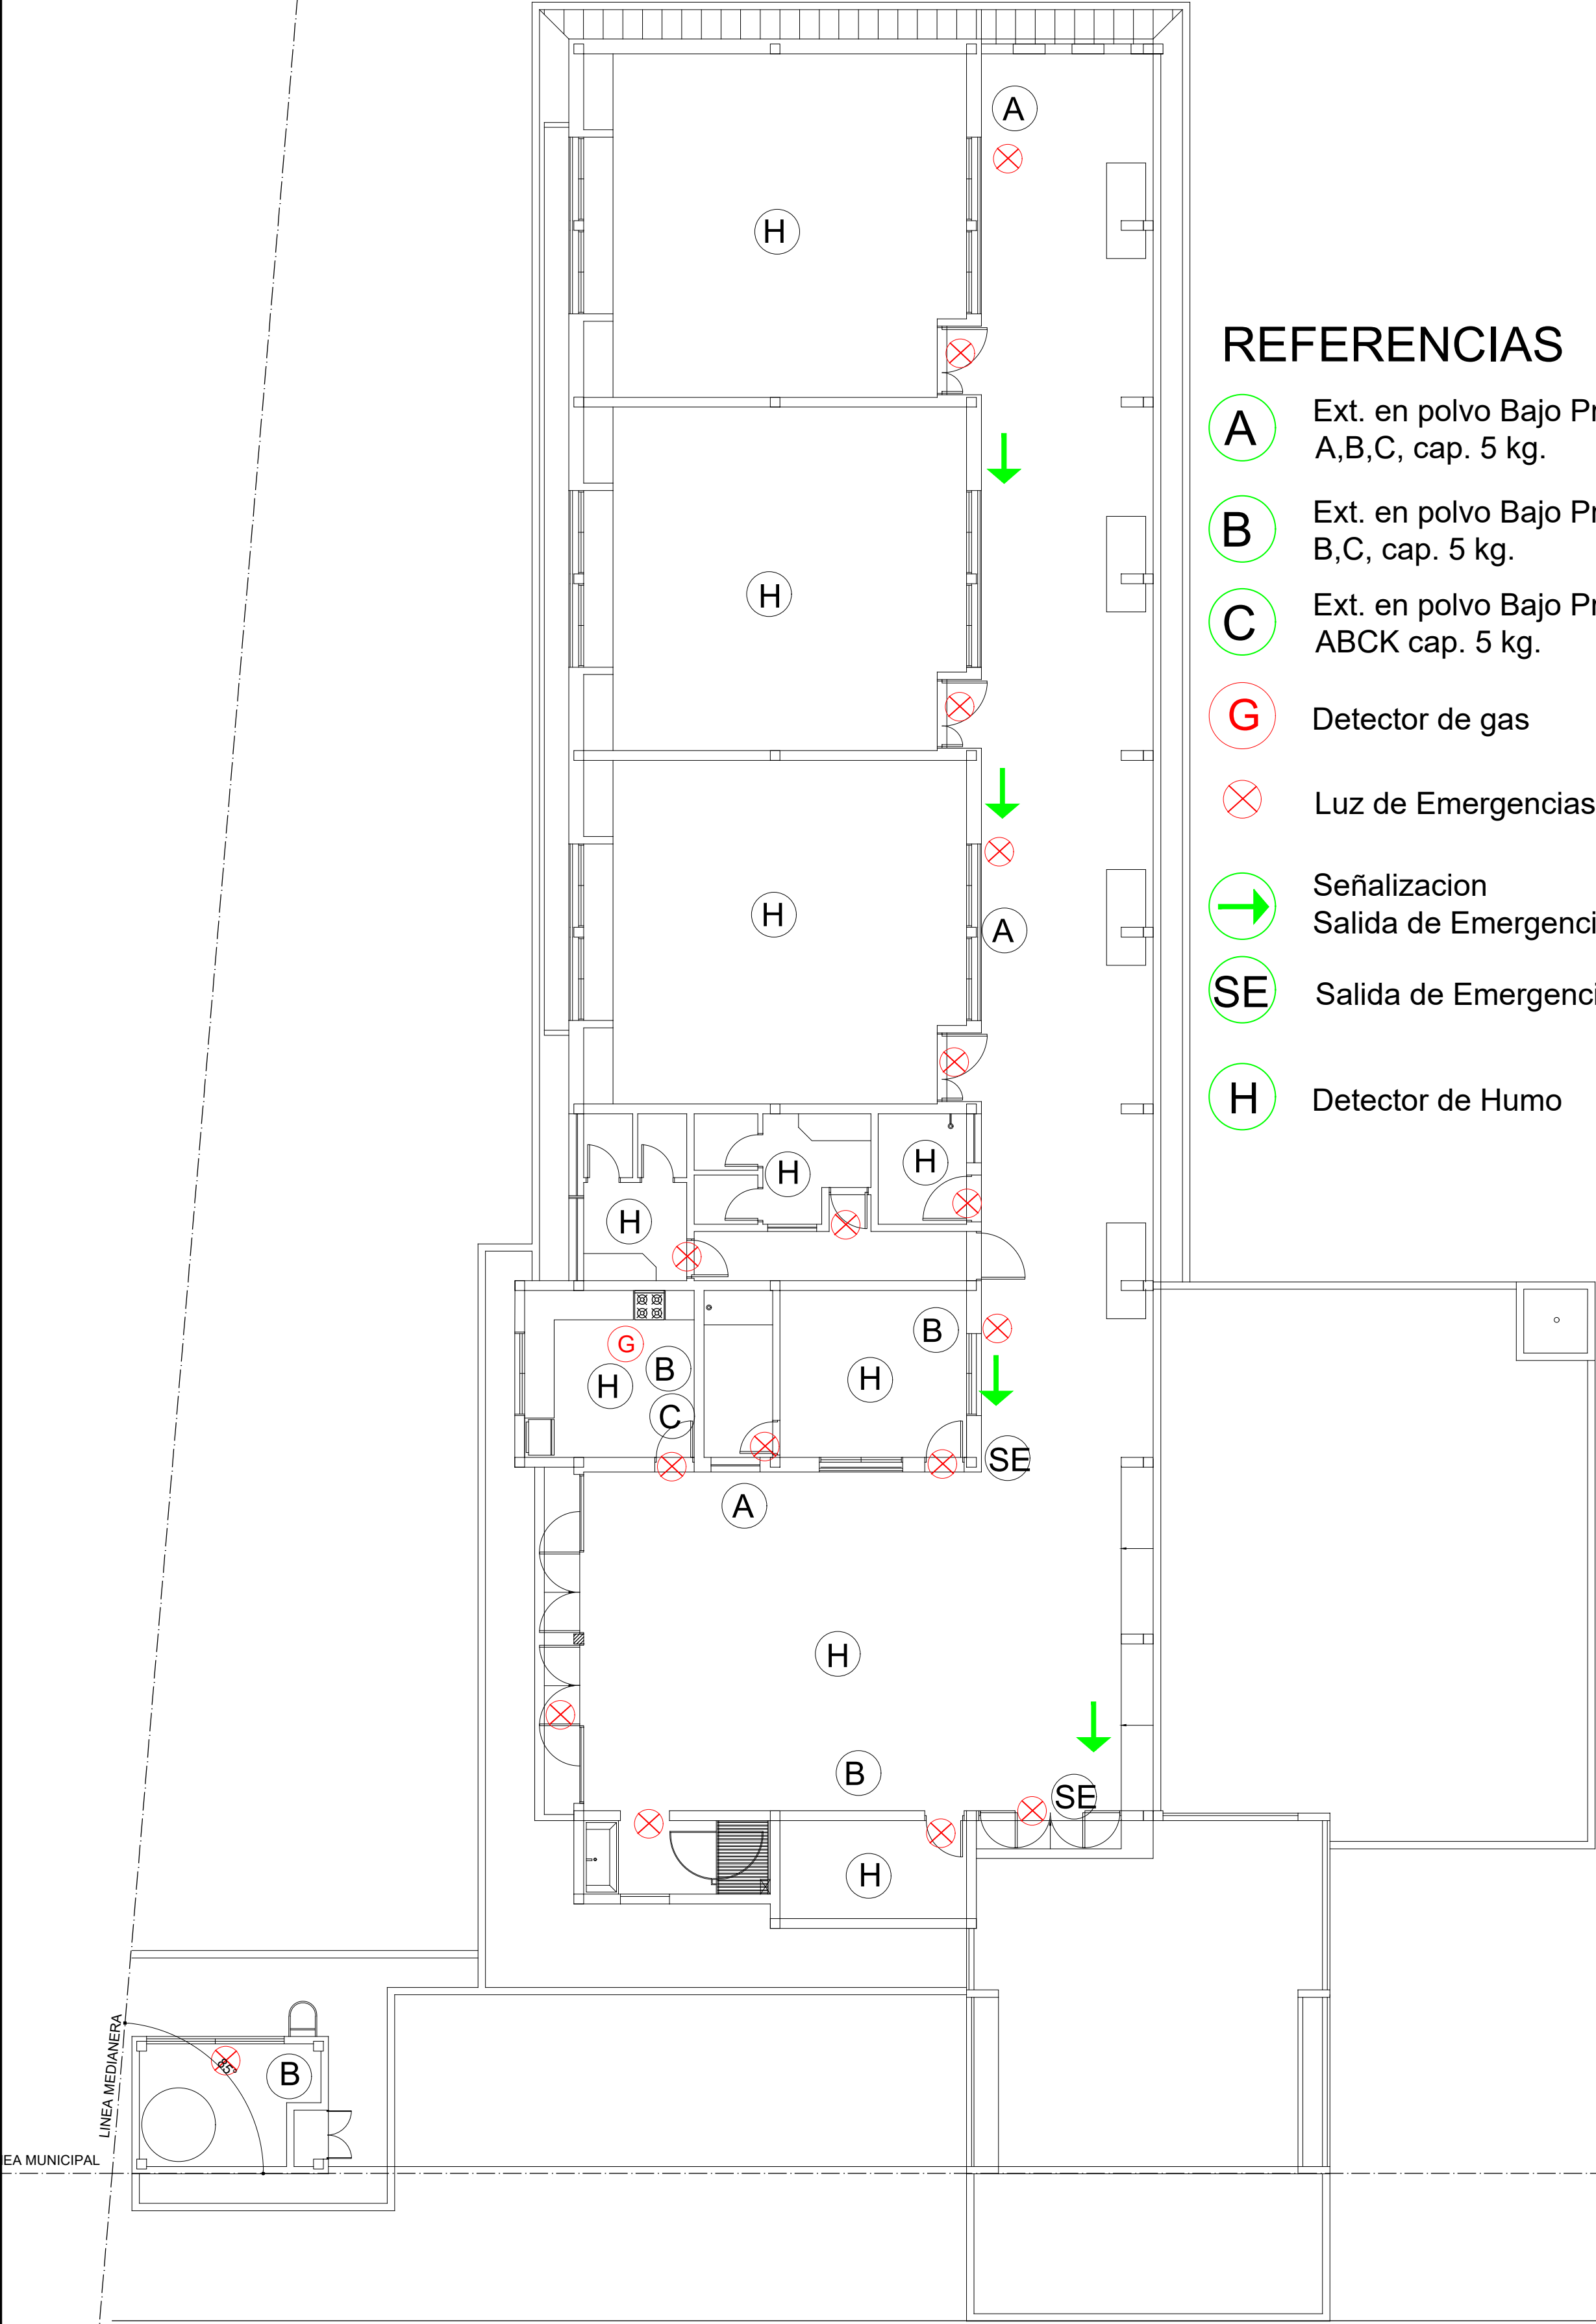 A
H
REFERENCIAS
A
Ext. en polvo Bajo Pr
A,B,C, cap. 5 kg.
B
Ext. en polvo Bajo Pr
B,C, cap. 5 kg.
H
C
Ext. en polvo Bajo Pr
ABCK cap. 5 kg.
G
Detector de gas
Luz de Emergencias
Señalizacion
Salida de Emergenci
H
A
SE
Salida de Emergenci
H
Detector de Humo
H
H
H
B
G
B
H
H
C
SE
A
H
B
SE
H
B
85°
LINEA MEDIANERA
EA MUNICIPAL